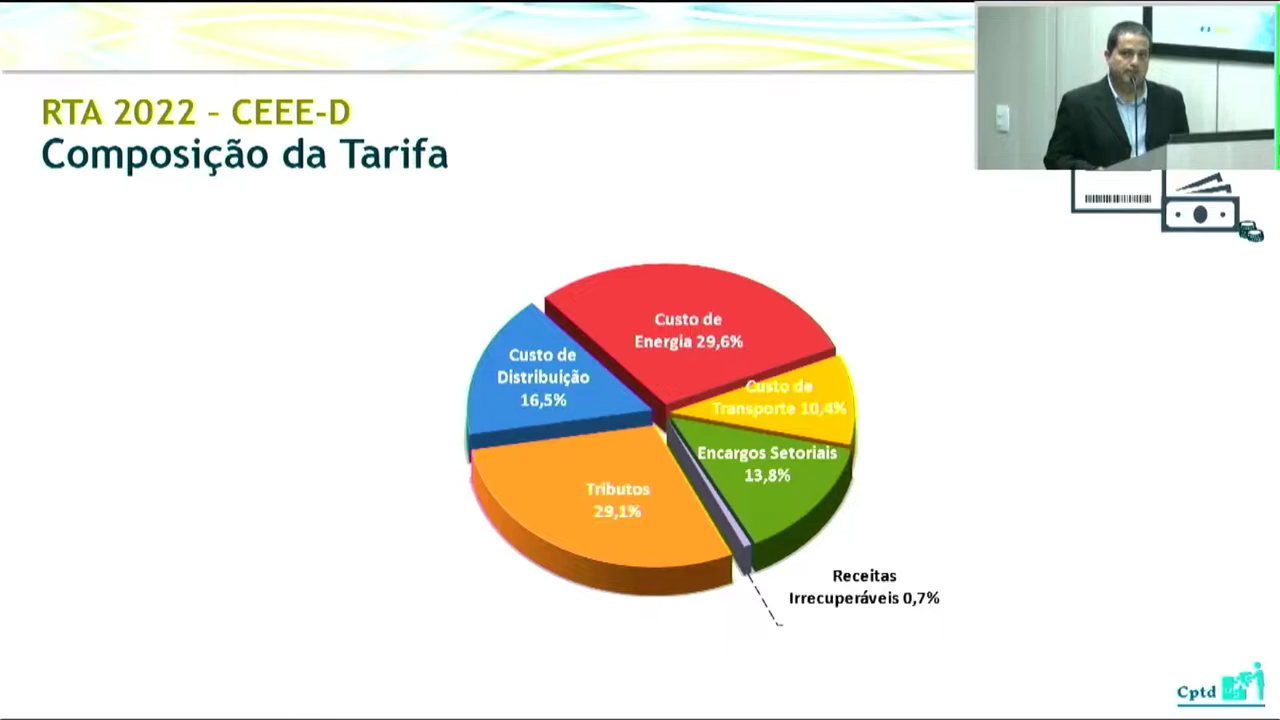 RTA 2022 – CEEE-D
Composição da Tarifa
Custo de
Energia 29,6%
Custo de
Distribuição
16,5%
Custo de
Transporte 10,4%
Encargos Setoriais
13,8%
Tributos
29,1%
Receitas
Irrecuperáveis 0,7%
Cptd